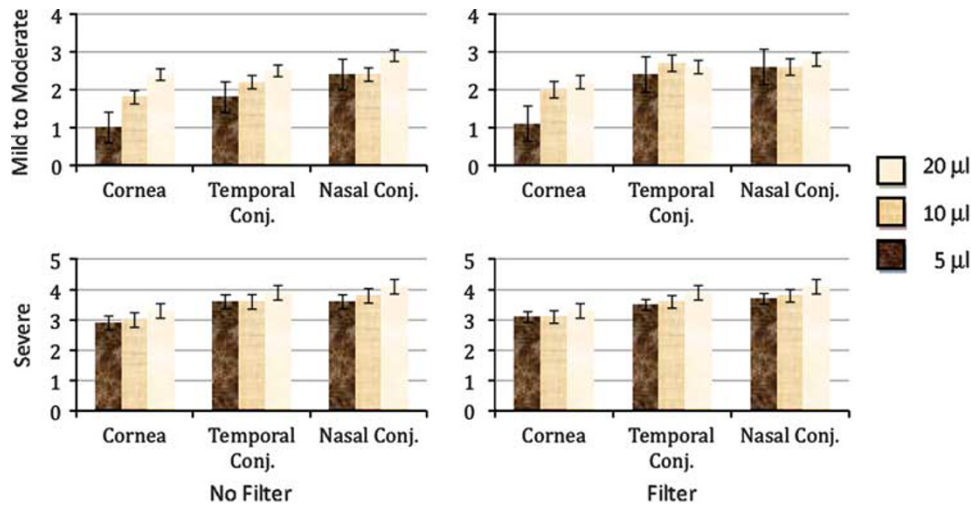 Mild to Moderate
4
3
2
1
0
Cornea
Temporal
Conj.
Nasal Conj.
4
3
2
1
0
Cornea
Temporal
Conj.
Nasal Conj.
Severe
5
4
3
2
1
0
Cornea
Temporal
Conj.
Nasal Conj.
No Filter
5
4
3
2
1
0
Cornea
Temporal
Conj.
Nasal Conj.
Filter
20 µl
10 µl
5 µl